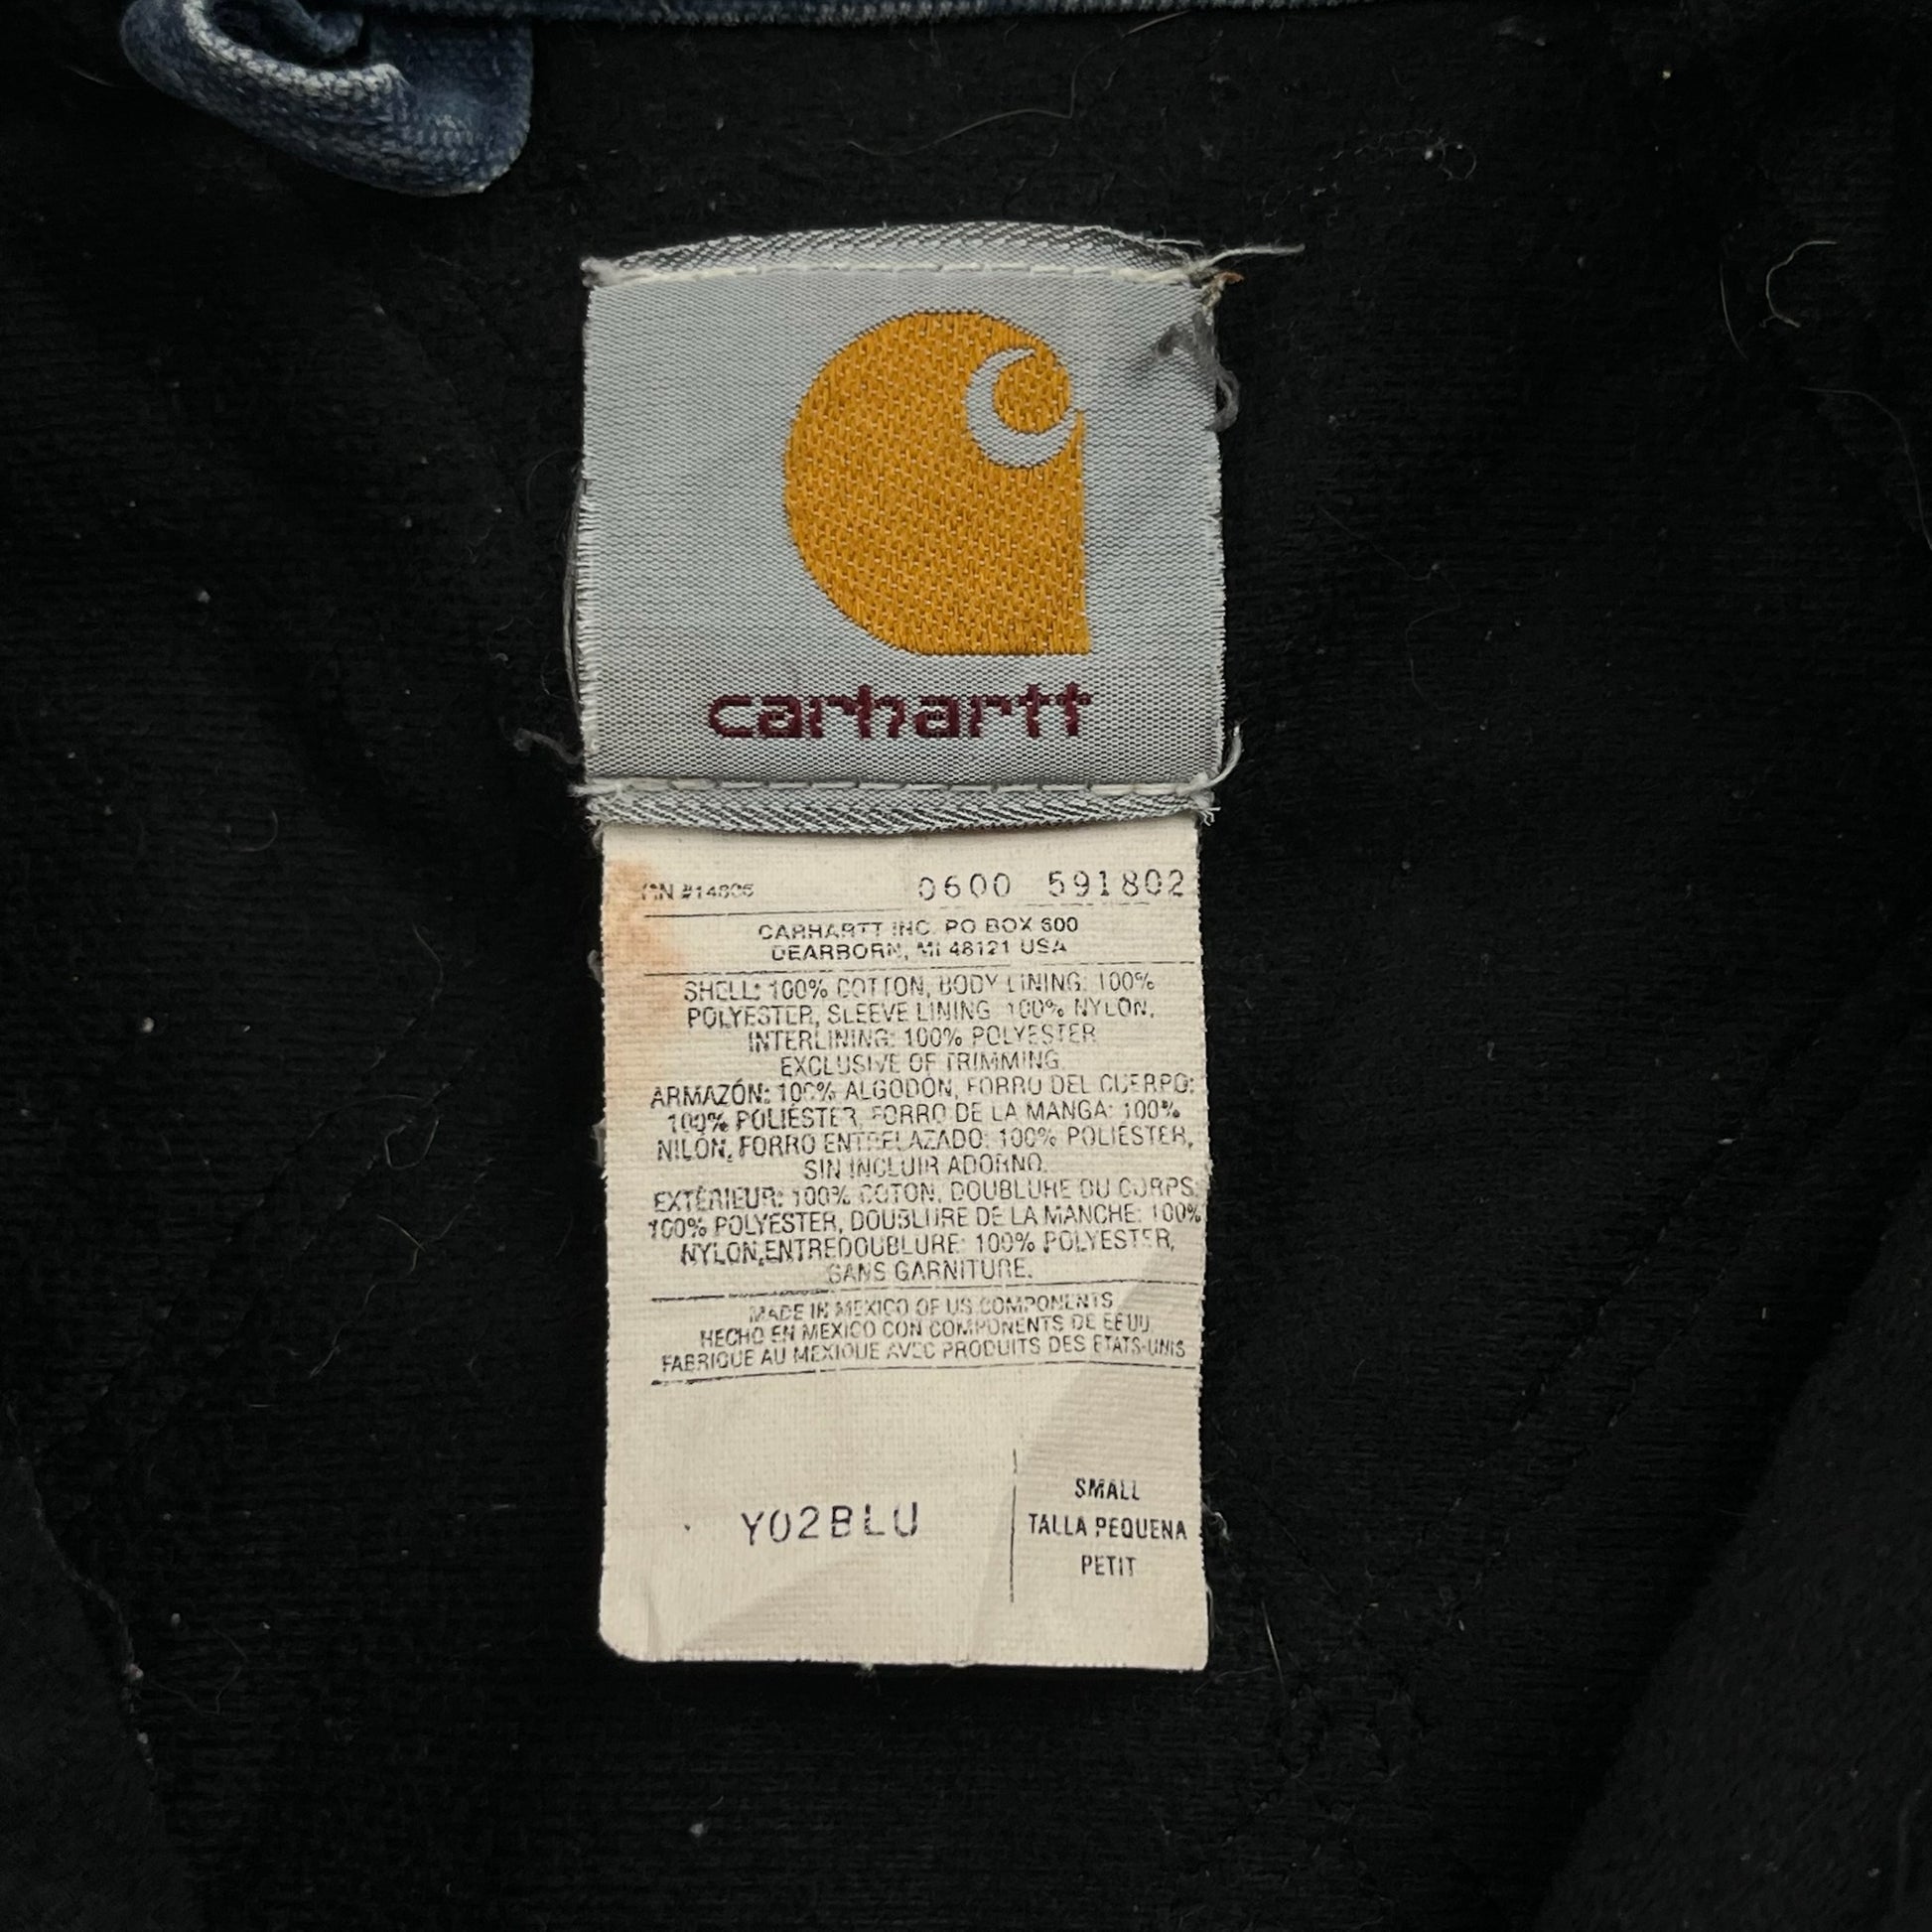 carhartt
RN #14806 0600 591802
CARHARTT INC. PO BOX 600
DEARBORN, MI 48121 USA
SHELL: 100% COTTON, BODY LINING: 100%
POLYESTER, SLEEVE LINING: 100% NYLON,
INTERLINING: 100% POLYESTER
EXCLUSIVE OF TRIMMING.
ARMAZÓN: 100% ALGODÓN, FORRO DEL CUERPO:
100% POLIÉSTER, FORRO DE LA MANGA: 100%
NILÓN, FORRO ENTRELAZADO: 100% POLIÉSTER,
SIN INCLUIR ADORNO.
EXTÉRIEUR: 100% COTON, DOUBLURE DU CORPS:
100% POLYESTER, DOUBLURE DE LA MANCHE: 100%
NYLON,ENTREDOUBLURE: 100% POLYESTER,
SANS GARNITURE.
MADE IN MEXICO OF US COMPONENTS
HECHO EN MEXICO CON COMPONENTS DE EEUU
FABRIQUE AU MEXIQUE AVEC PRODUITS DES ETATS-UNIS
Y02BLU
SMALL
TALLA PEQUENA
PETIT